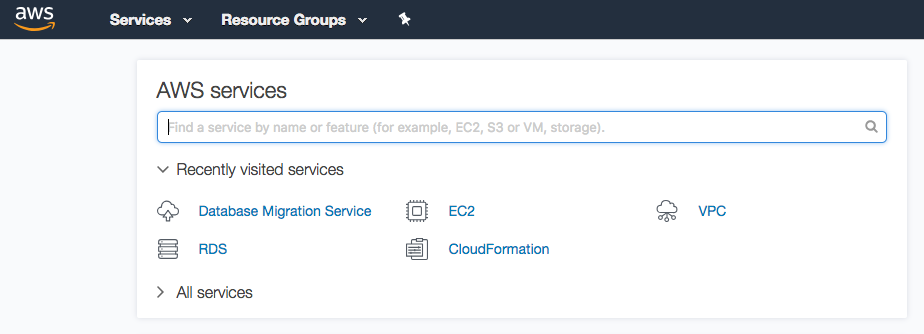 aws
Services Resource Groups
AWS services
Find a service by name or feature (for example, EC2, S3 or VM, storage).
Recently visited services
Database Migration Service EC2 VPC
RDS CloudFormation
All services